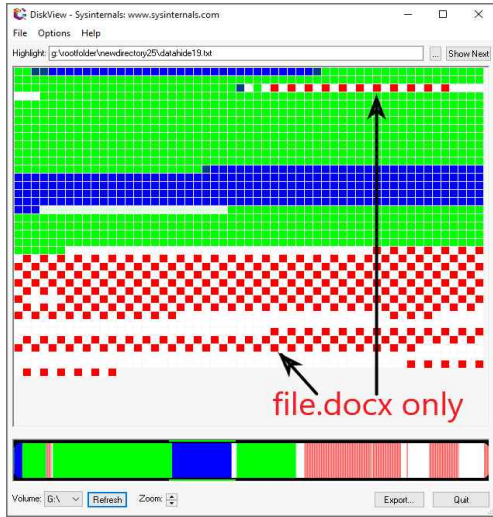 DiskView - Sysinternals: www.sysinternals.com
File Options Help
Highlight: g:\rootfolder\newdirectory25\datahide19.txt ... Show Next
file.docx only
Volume: G:\ Refresh Zoom: Export... Quit